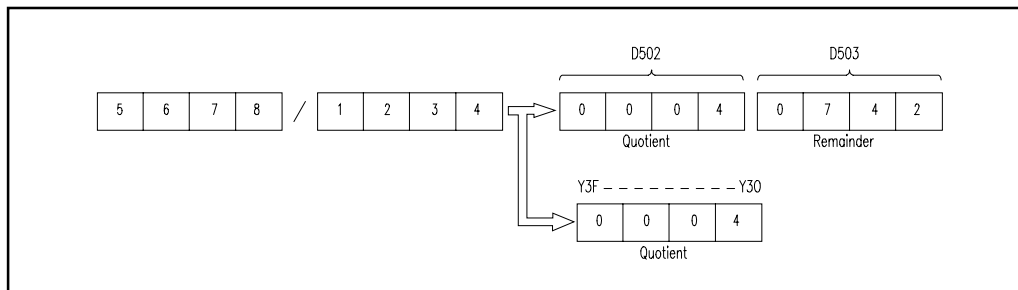 D502 D503
5 6 7 8 / 1 2 3 4 0 0 0 4 0 7 4 2
Quotient Remainder
Y3F – – – – – – – – Y30
0 0 0 4
Quotient